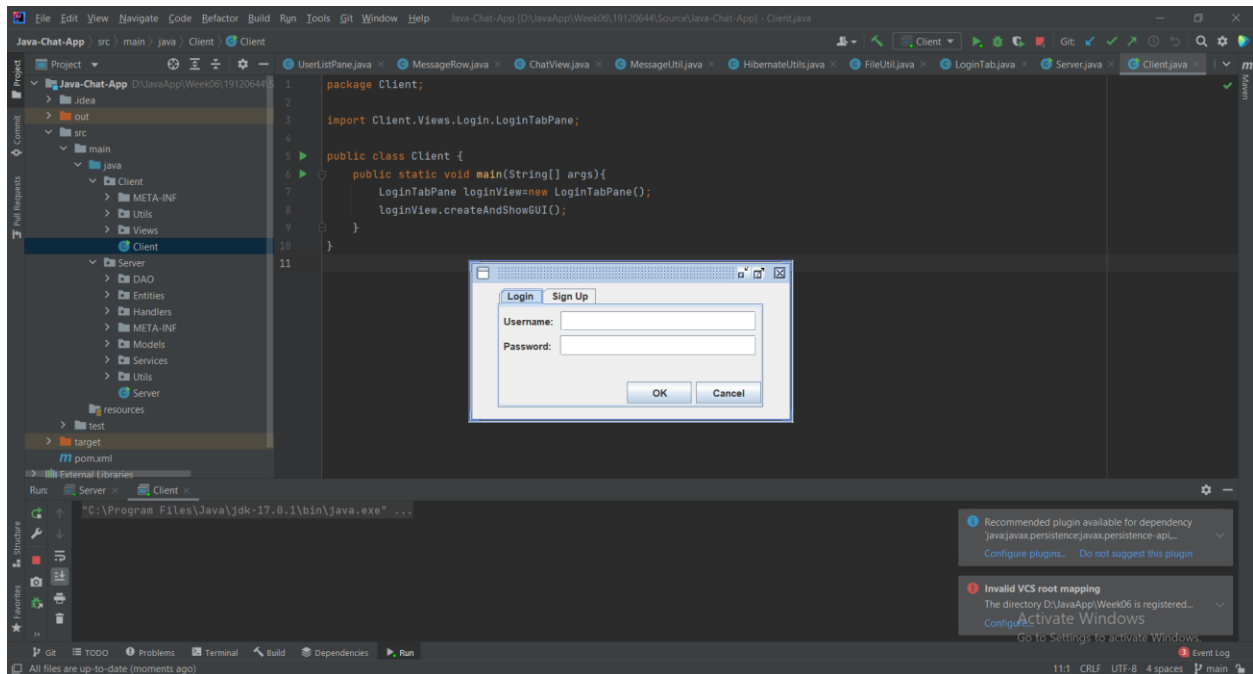 File Edit View Navigate Code Refactor Build Run Tools Git Window Help Java-Chat-App [D:\JavaApp\Week06\19120644\Source\Java-Chat-App] - Client.java
Java-Chat-App src main java Client Client
Client
Git:
Project
UserListPane.java MessageRow.java ChatView.java MessageUtil.java HibernateUtils.java FileUtil.java LoginTab.java Server.java Client.java
Project
Commit
Pull Requests
Structure
Favorites
Maven
Java-Chat-App D:\JavaApp\Week06\19120644\S
.idea
out
src
main
java
Client
META-INF
Utils
Views
Client
Server
DAO
Entities
Handlers
META-INF
Models
Services
Utils
Server
resources
test
target
pom.xml
External Libraries
1 package Client;
2
3 import Client.Views.Login.LoginTabPane;
4
5 public class Client {
6 public static void main(String[] args){
7 LoginTabPane loginView=new LoginTabPane();
8 loginView.createAndShowGUI();
9 }
10 }
11
Login Sign Up
Username:
Password:
OK Cancel
Run: Server Client
"C:\Program Files\Java\jdk-17.0.1\bin\java.exe" ...
Recommended plugin available for dependency
'java:javax.persistence:javax.persistence-api,...
Configure plugins... Do not suggest this plugin
Invalid VCS root mapping
The directory D:\JavaApp\Week06 is registered...
Configure...
Activate Windows
Go to Settings to activate Windows.
Git TODO Problems Terminal Build Dependencies Run
3 Event Log
All files are up-to-date (moments ago)
11:1 CRLF UTF-8 4 spaces main